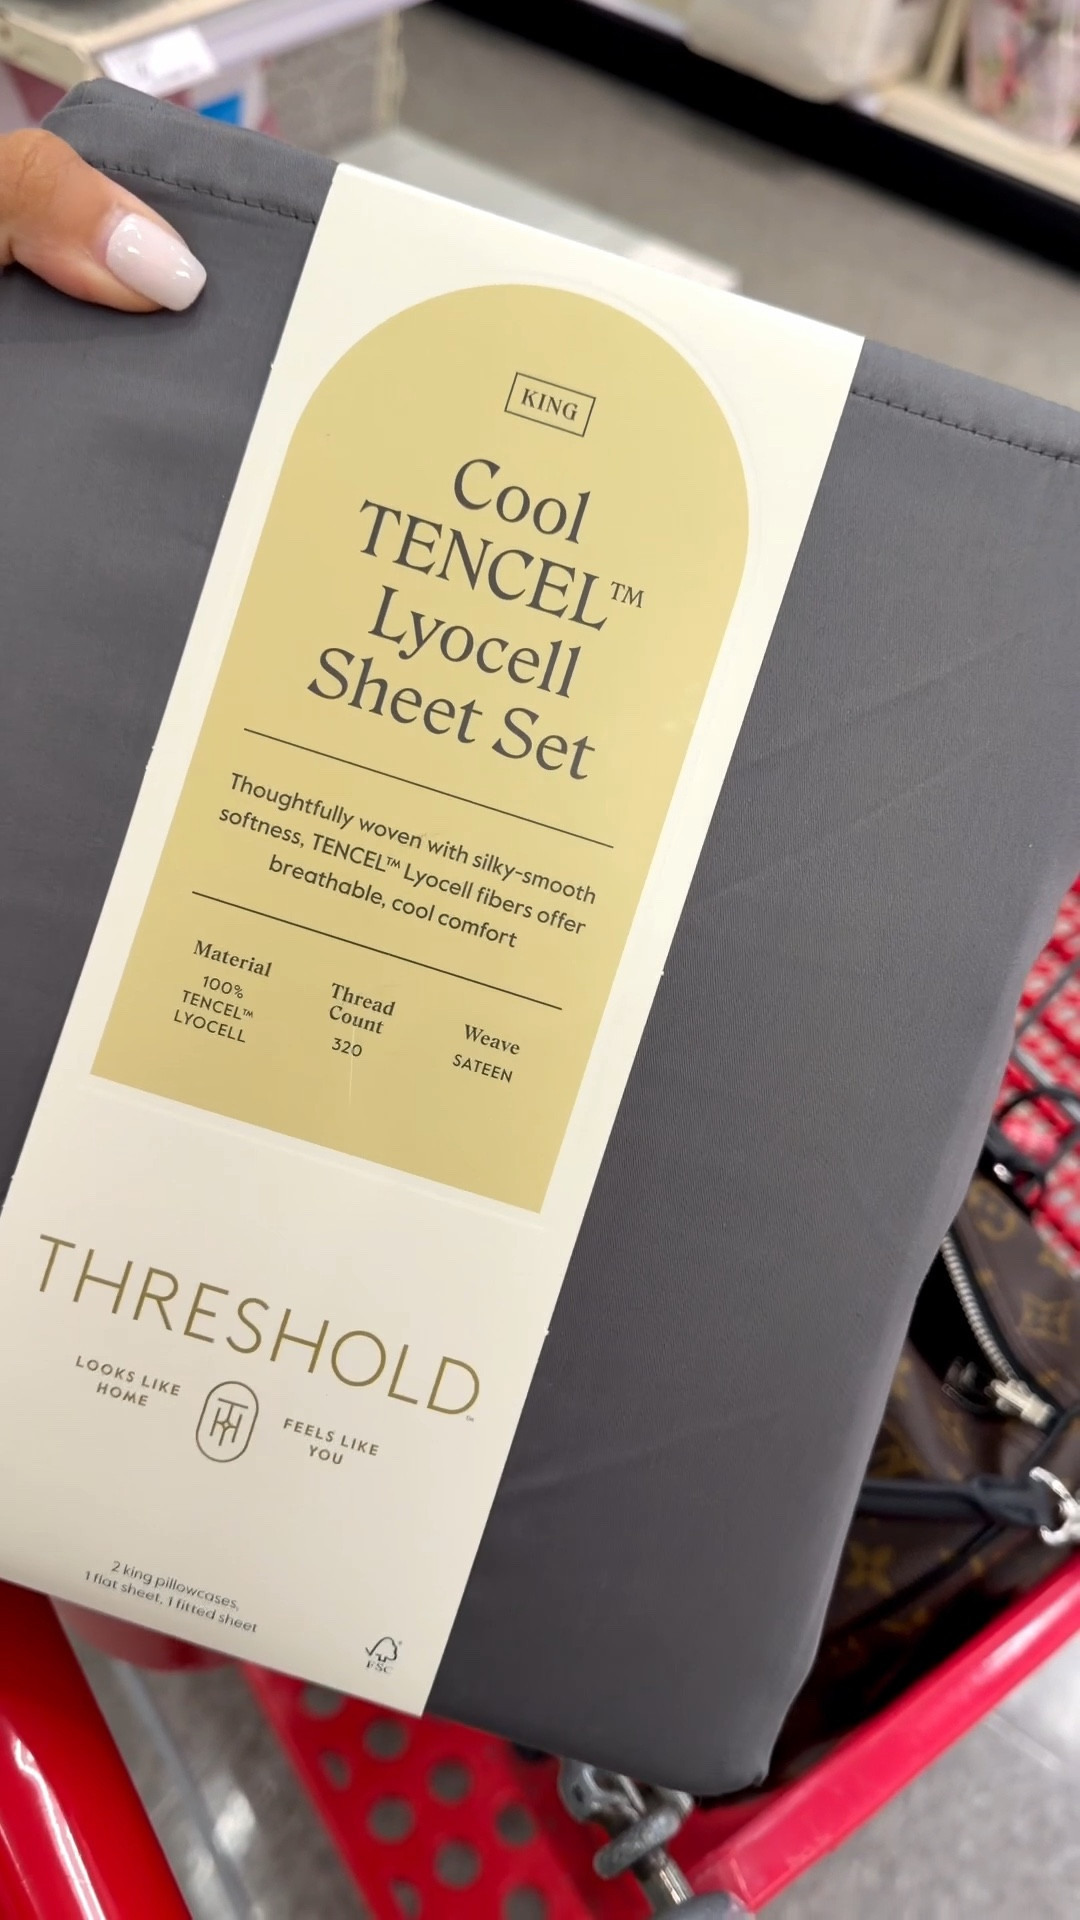 KING
Cool
TENCEL™
Lyocell
Sheet Set
Thoughtfully woven with silky-smooth
softness, TENCEL™ Lyocell fibers offer
breathable, cool comfort
Material
100%
TENCEL™
LYOCELL
Thread
Count
320
Weave
SATEEN
THRESHOLD™
LOOKS LIKE
HOME
FEELS LIKE
YOU
2 king pillowcases,
1 flat sheet, 1 fitted sheet
FSC